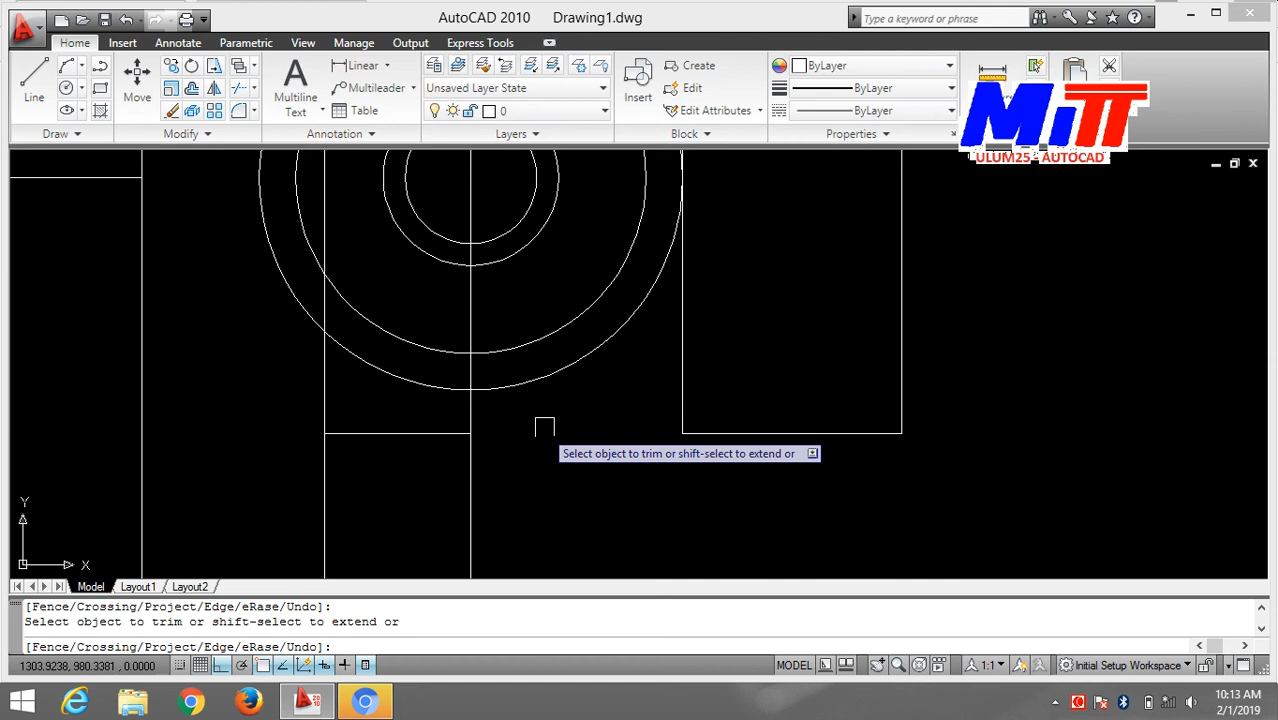 AutoCAD 2010 Drawing1.dwg
Type a keyword or phrase
Home Insert Annotate Parametric View Manage Output Express Tools
Line
Move
A
Multiline
Text
Linear
Multileader
Table
Unsaved Layer State
0
Insert
Create
Edit
Edit Attributes
ByLayer
ByLayer
ByLayer
Draw Modify Annotation Layers Block Properties
MiTT
ULUM25 - AUTOCAD
Select object to trim or shift-select to extend or
Y
X
Model Layout1 Layout2
[Fence/Crossing/Project/Edge/eRase/Undo]:
Select object to trim or shift-select to extend or
[Fence/Crossing/Project/Edge/eRase/Undo]:
1303.9238, 980.3381 , 0.0000
MODEL
1:1
Initial Setup Workspace
10:13 AM
2/1/2019